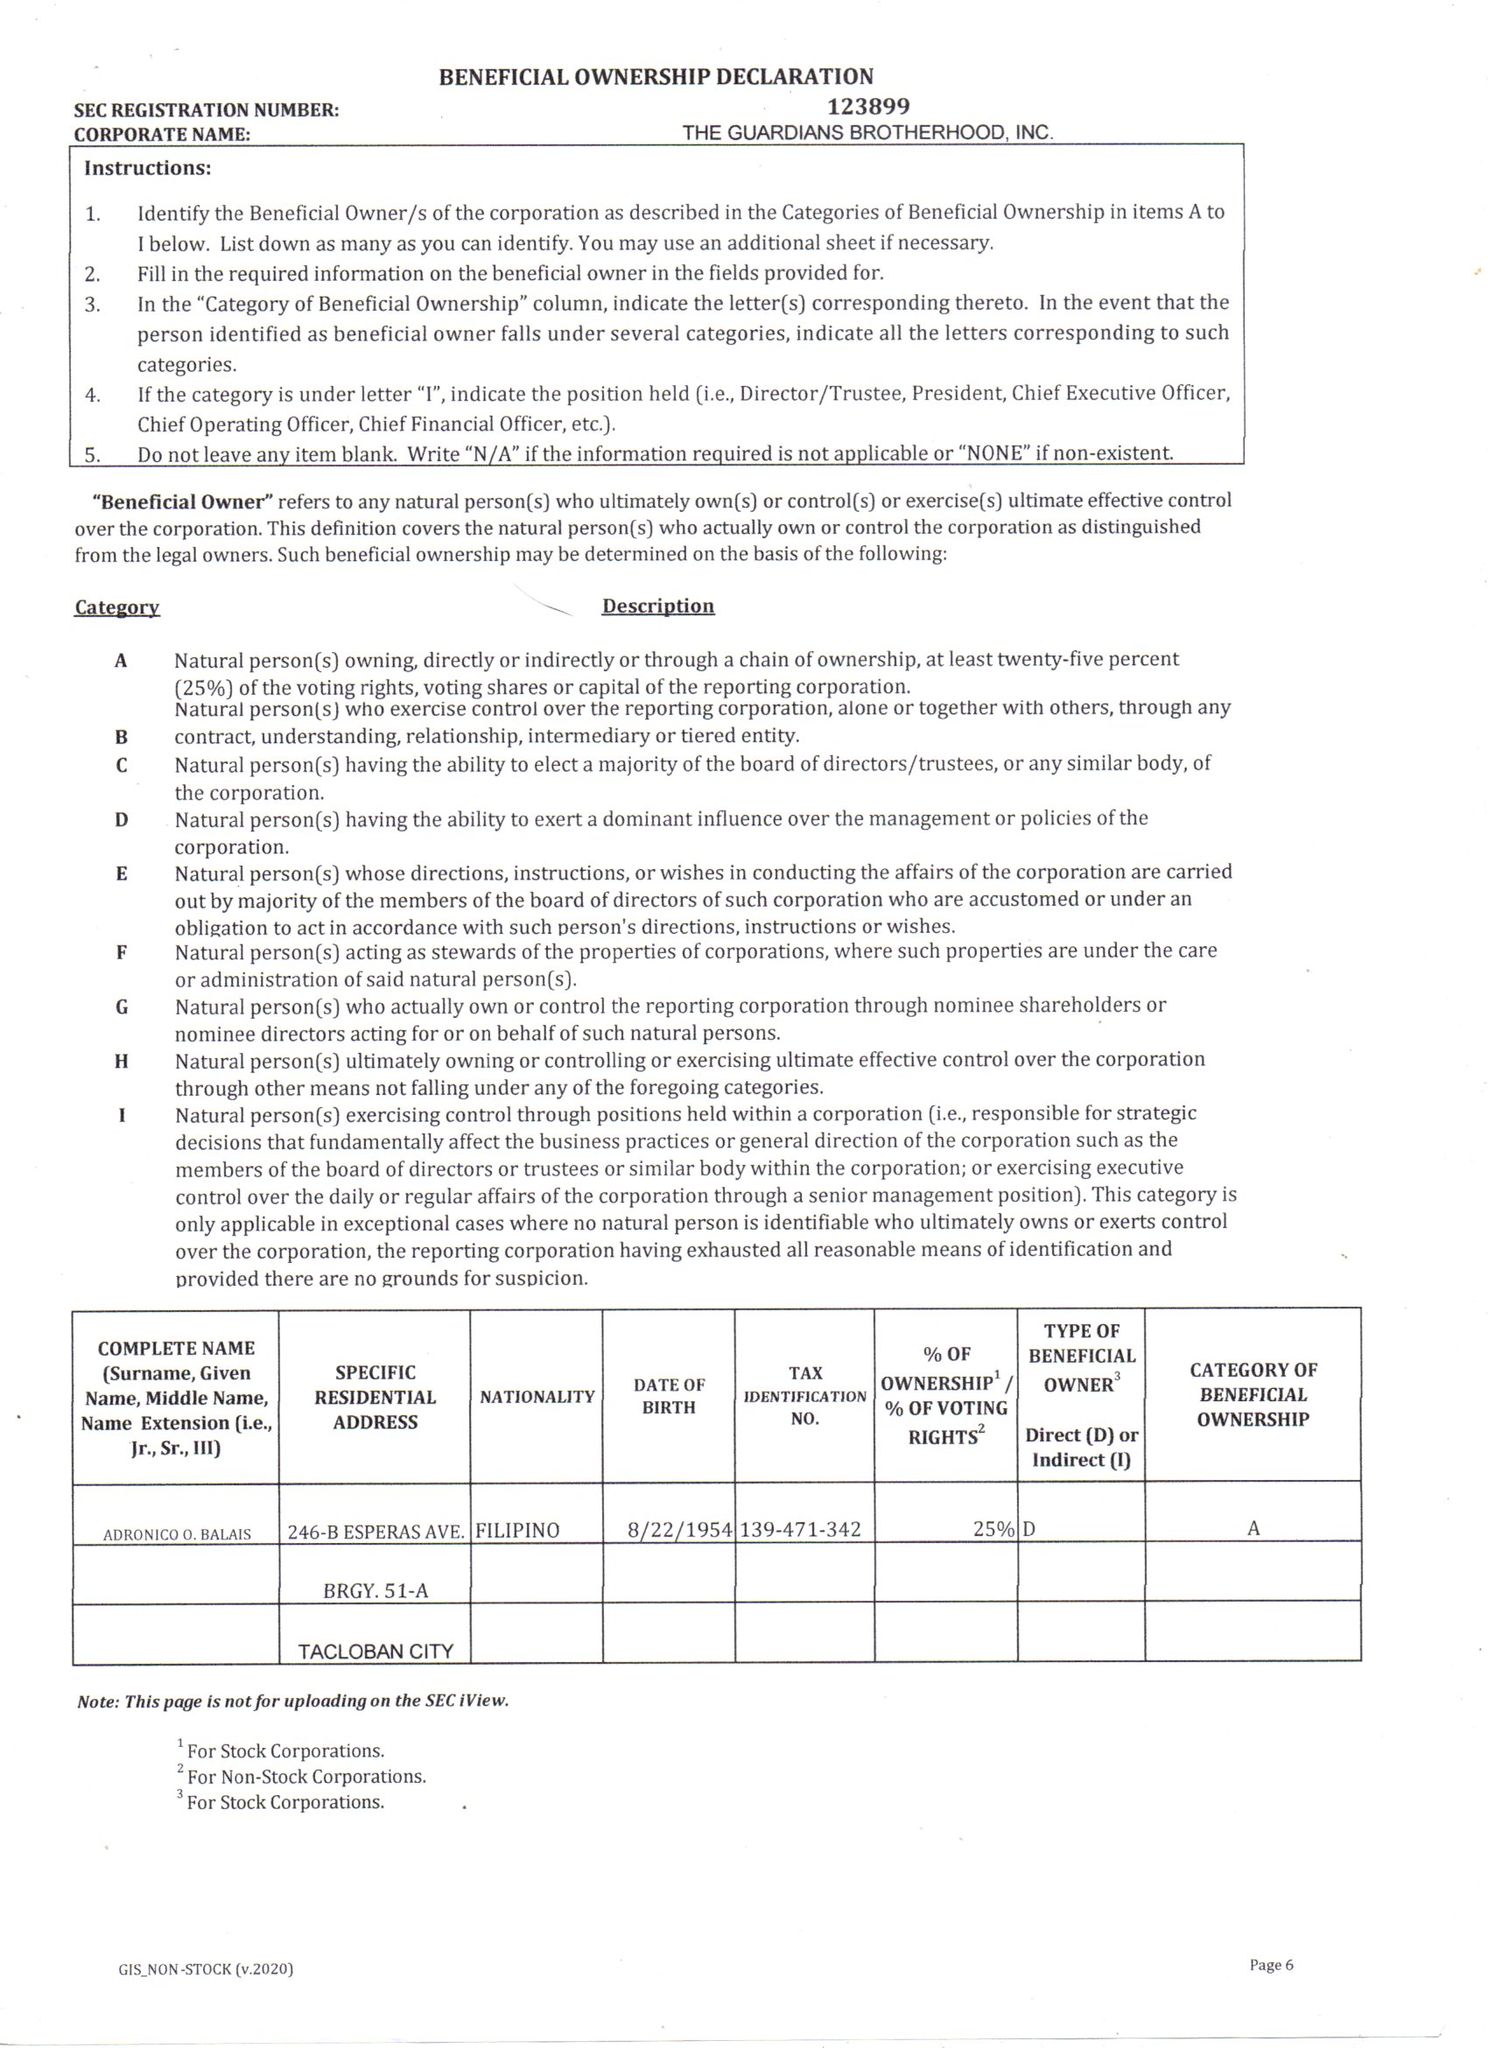 BENEFICIAL OWNERSHIP DECLARATION
SEC REGISTRATION NUMBER: 123899
CORPORATE NAME: THE GUARDIANS BROTHERHOOD, INC.
Instructions:
1. Identify the Beneficial Owner/s of the corporation as described in the Categories of Beneficial Ownership in items A to
I below. List down as many as you can identify. You may use an additional sheet if necessary.
2. Fill in the required information on the beneficial owner in the fields provided for.
3. In the “Category of Beneficial Ownership” column, indicate the letter(s) corresponding thereto. In the event that the
person identified as beneficial owner falls under several categories, indicate all the letters corresponding to such
categories.
4. If the category is under letter “I”, indicate the position held (i.e., Director/Trustee, President, Chief Executive Officer,
Chief Operating Officer, Chief Financial Officer, etc.).
5. Do not leave any item blank. Write “N/A” if the information required is not applicable or “NONE” if non-existent.
“Beneficial Owner” refers to any natural person(s) who ultimately own(s) or control(s) or exercise(s) ultimate effective control
over the corporation. This definition covers the natural person(s) who actually own or control the corporation as distinguished
from the legal owners. Such beneficial ownership may be determined on the basis of the following:
Category Description
A Natural person(s) owning, directly or indirectly or through a chain of ownership, at least twenty-five percent
(25%) of the voting rights, voting shares or capital of the reporting corporation.
Natural person(s) who exercise control over the reporting corporation, alone or together with others, through any
B contract, understanding, relationship, intermediary or tiered entity.
C Natural person(s) having the ability to elect a majority of the board of directors/trustees, or any similar body, of
the corporation.
D Natural person(s) having the ability to exert a dominant influence over the management or policies of the
corporation.
E Natural person(s) whose directions, instructions, or wishes in conducting the affairs of the corporation are carried
out by majority of the members of the board of directors of such corporation who are accustomed or under an
obligation to act in accordance with such person's directions, instructions or wishes.
F Natural person(s) acting as stewards of the properties of corporations, where such properties are under the care
or administration of said natural person(s).
G Natural person(s) who actually own or control the reporting corporation through nominee shareholders or
nominee directors acting for or on behalf of such natural persons.
H Natural person(s) ultimately owning or controlling or exercising ultimate effective control over the corporation
through other means not falling under any of the foregoing categories.
I Natural person(s) exercising control through positions held within a corporation (i.e., responsible for strategic
decisions that fundamentally affect the business practices or general direction of the corporation such as the
members of the board of directors or trustees or similar body within the corporation; or exercising executive
control over the daily or regular affairs of the corporation through a senior management position). This category is
only applicable in exceptional cases where no natural person is identifiable who ultimately owns or exerts control
over the corporation, the reporting corporation having exhausted all reasonable means of identification and
provided there are no grounds for suspicion.
COMPLETE NAME
(Surname, Given
Name, Middle Name,
Name Extension (i.e.,
Jr., Sr., III)
SPECIFIC
RESIDENTIAL
ADDRESS
NATIONALITY
DATE OF
BIRTH
TAX
IDENTIFICATION
NO.
% OF
OWNERSHIP1 /
% OF VOTING
RIGHTS2
TYPE OF
BENEFICIAL
OWNER3
Direct (D) or
Indirect (I)
CATEGORY OF
BENEFICIAL
OWNERSHIP
ADRONICO O. BALAIS 246-B ESPERAS AVE. FILIPINO 8/22/1954 139-471-342 25% D A
BRGY. 51-A
TACLOBAN CITY
Note: This page is not for uploading on the SEC iView.
1 For Stock Corporations.
2 For Non-Stock Corporations.
3 For Stock Corporations.
GIS_NON-STOCK (v.2020) Page 6